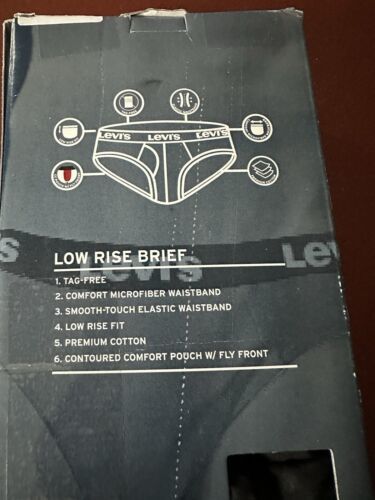 Levi's Levi's Levi's
Levi's
LOW RISE BRIEF
Levi's
1. TAG-FREE
2. COMFORT MICROFIBER WAISTBAND
3. SMOOTH-TOUCH ELASTIC WAISTBAND
4. LOW RISE FIT
5. PREMIUM COTTON
6. CONTOURED COMFORT POUCH W/ FLY FRONT